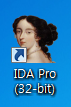 IDA Pro
(32-bit)